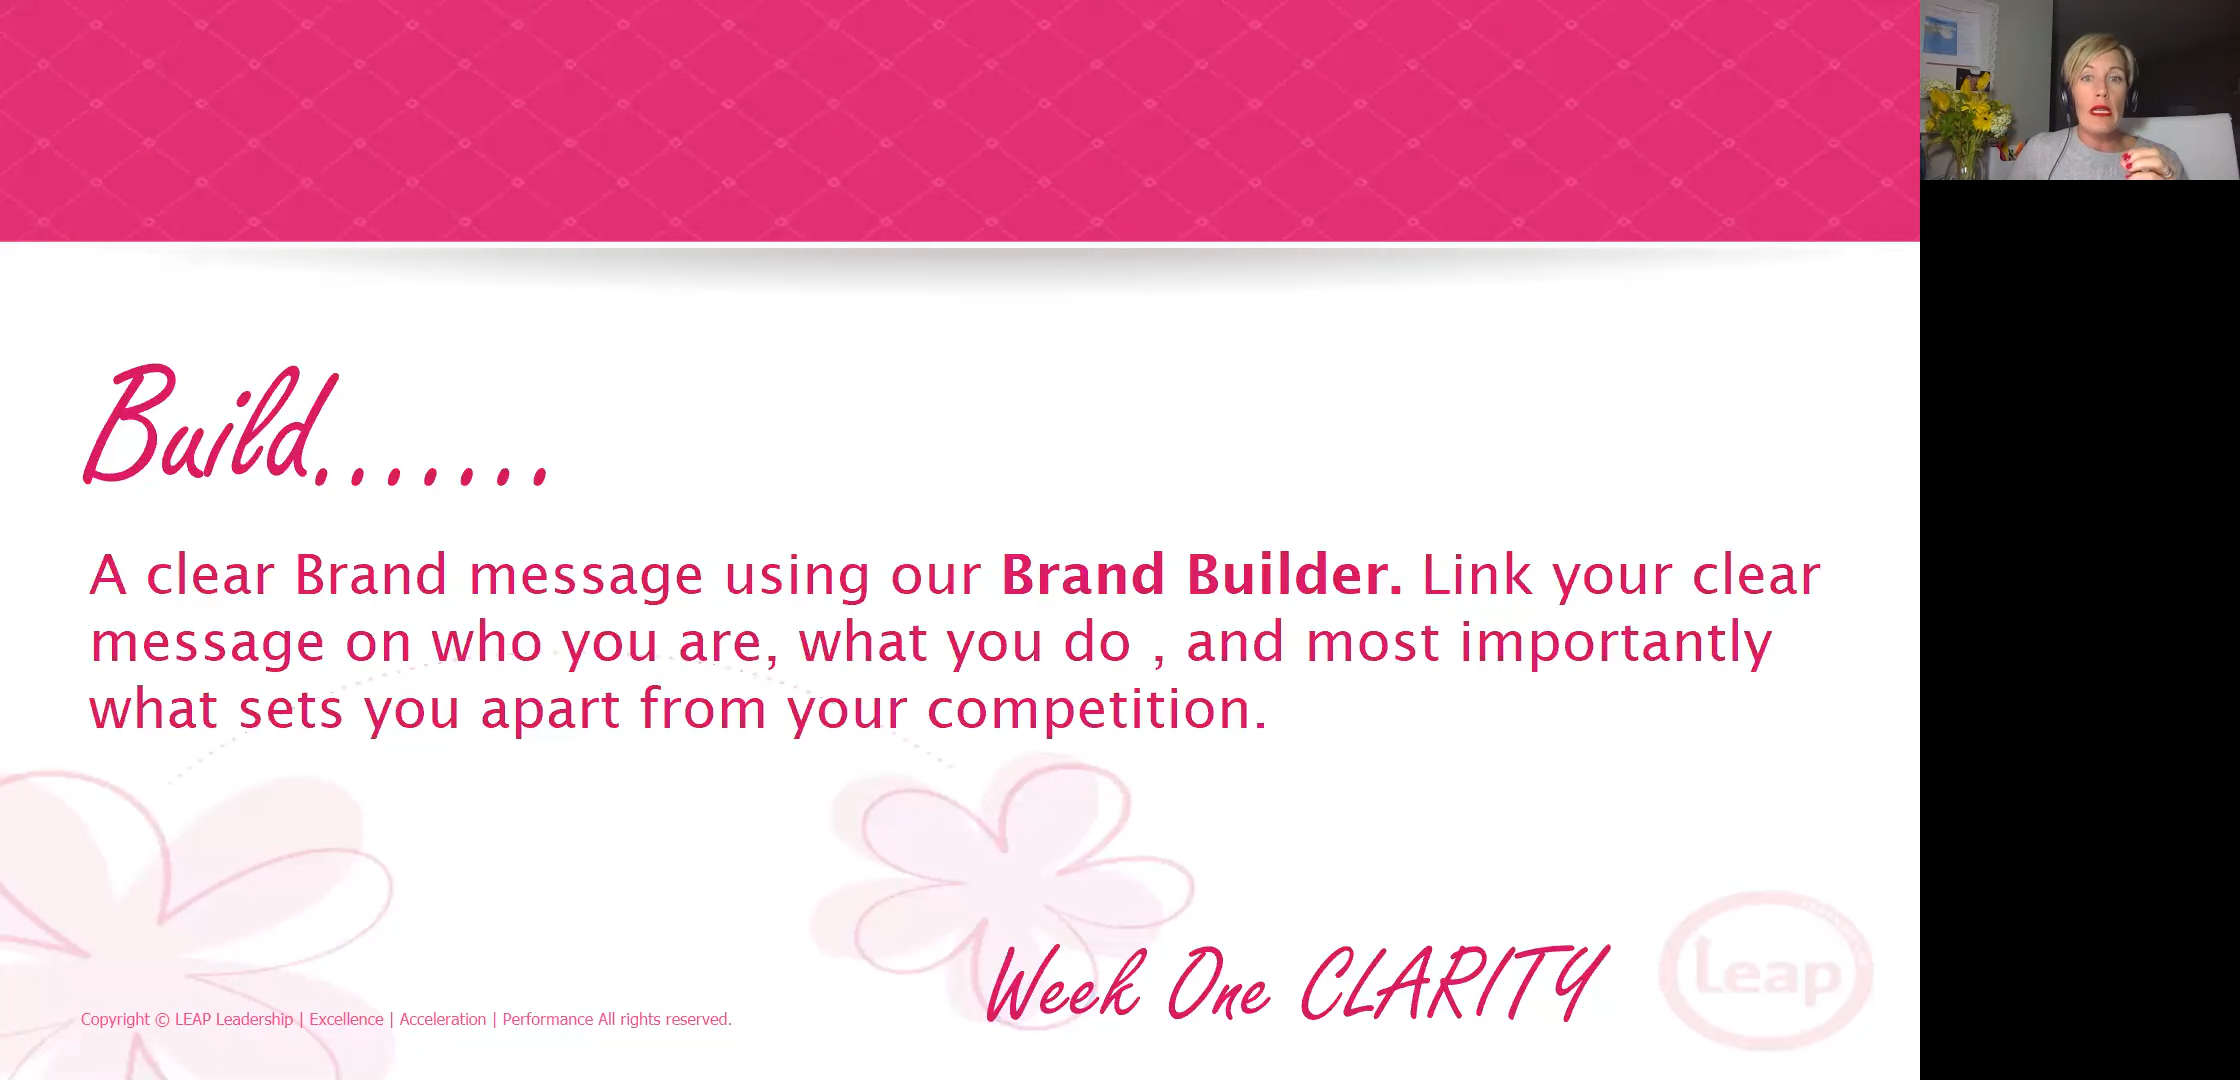 Build.......
A clear Brand message using our Brand Builder. Link your clear
message on who you are, what you do , and most importantly
what sets you apart from your competition.
Week One CLARITY
Leap
Copyright © LEAP Leadership | Excellence | Acceleration | Performance All rights reserved.